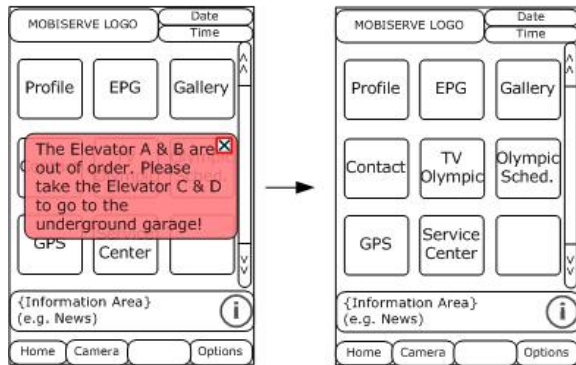 MOBISERVE LOGO
Date
Time
Profile
EPG
Gallery
The Elevator A & B are
out of order. Please
take the Elevator C & D
to go to the
underground garage!
GPS
Center
{Information Area}
(e.g. News)
i
Home
Camera
Options
MOBISERVE LOGO
Date
Time
Profile
EPG
Gallery
Contact
TV
Olympic
Olympic
Sched.
GPS
Service
Center
{Information Area}
(e.g. News)
i
Home
Camera
Options